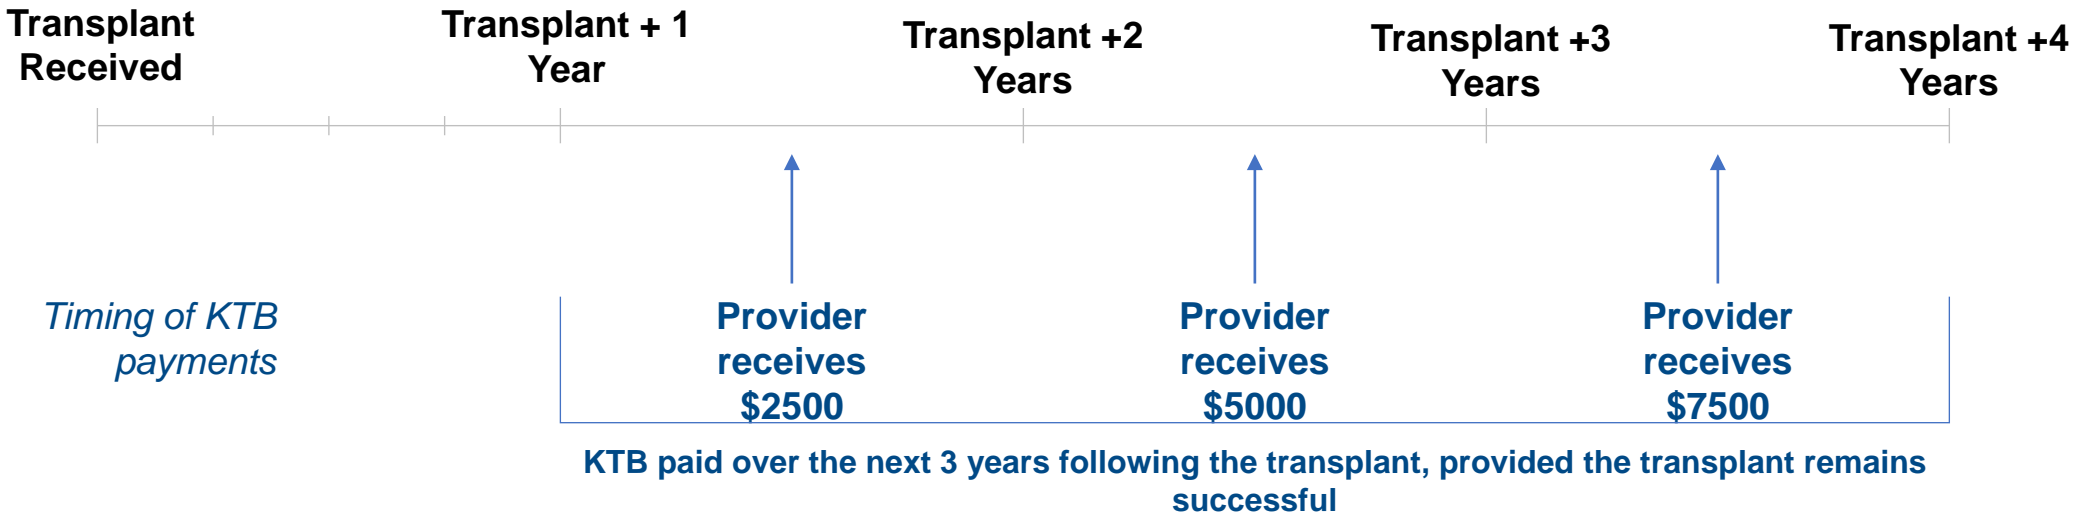 Transplant
Received
Transplant + 1
Year
Transplant +2
Years
Transplant +3
Years
Transplant +4
Years
Timing of KTB
payments
Provider
receives
$2500
Provider
receives
$5000
Provider
receives
$7500
KTB paid over the next 3 years following the transplant, provided the transplant remains
successful